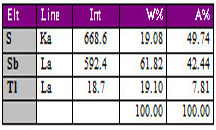 Elt Line Int W% A%
S Ka 668.6 19.08 49.74
Sb La 592.4 61.82 42.44
Tl La 18.7 19.10 7.81
100.00 100.00